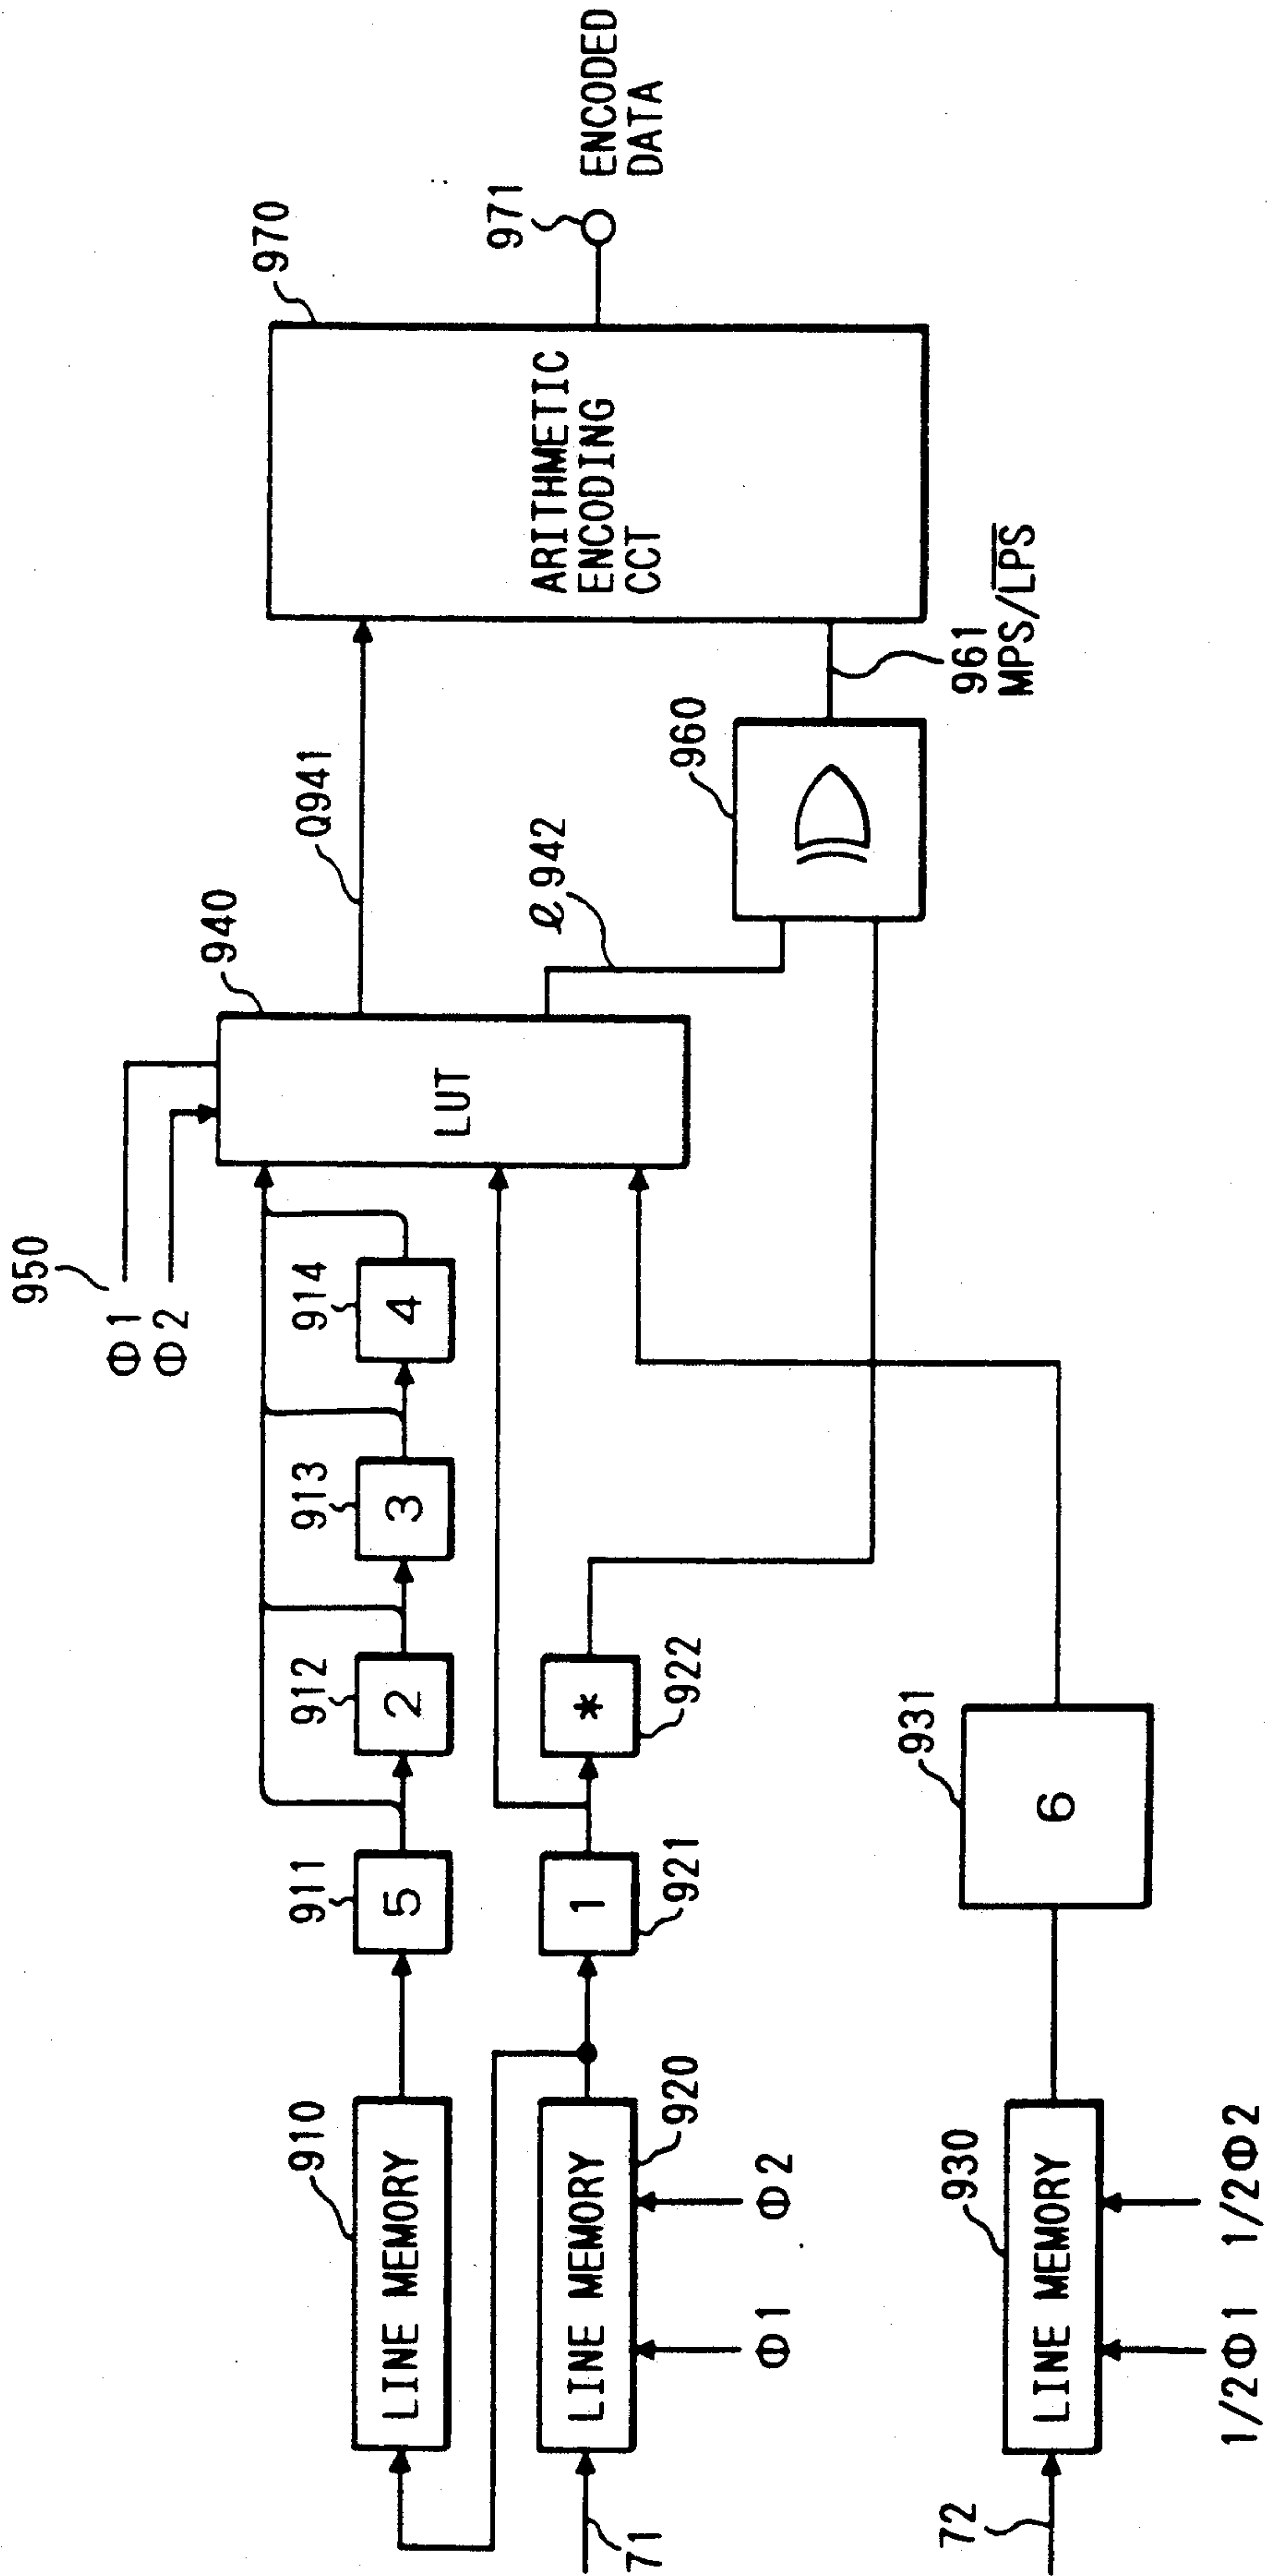 950
Φ1
Φ2
940
Q941
970
971
ENCODED
DATA
LUT
ARITHMETIC
ENCODING
CCT
ℓ 942
960
961
MPS/L̅P̅S̅
910
LINE MEMORY
911
5
912
2
913
3
914
4
71
LINE MEMORY
920
Φ1
Φ2
921
1
922
*
72
LINE MEMORY
930
1/2Φ1
1/2Φ2
931
6